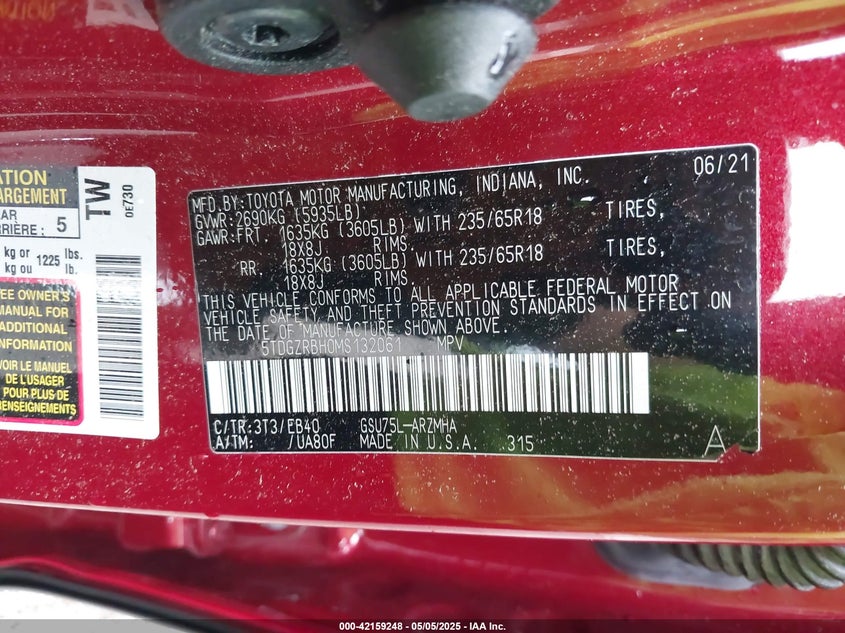 ATION
ARGEMENT
AR
RIÈRE : 5
kg or 1225 lbs.
kg ou lb.
TW
0E730
EE OWNER'S
MANUAL FOR
ADDITIONAL
INFORMATION
OIR LE MANUEL
DE L'USAGER
POUR PLUS DE
RENSEIGNEMENTS
06/21
MFD.BY:TOYOTA MOTOR MANUFACTURING, INDIANA, INC.
GVWR:2690KG (5935LB)
GAWR:FRT. 1635KG (3605LB) WITH 235/65R18 TIRES,
18X8J RIMS.
RR. 1635KG (3605LB) WITH 235/65R18 TIRES,
18X8J RIMS.
THIS VEHICLE CONFORMS TO ALL APPLICABLE FEDERAL MOTOR
VEHICLE SAFETY AND THEFT PREVENTION STANDARDS IN EFFECT ON
THE DATE OF MANUFACTURE SHOWN ABOVE.
5TDGZRBH0MS132061 MPV
C/TR:3T3/EB40 GSU75L-ARZMHA
A/TM: /UA80F MADE IN U.S.A. 315
A
000-42159248 - 05/05/2025 - IAA Inc.